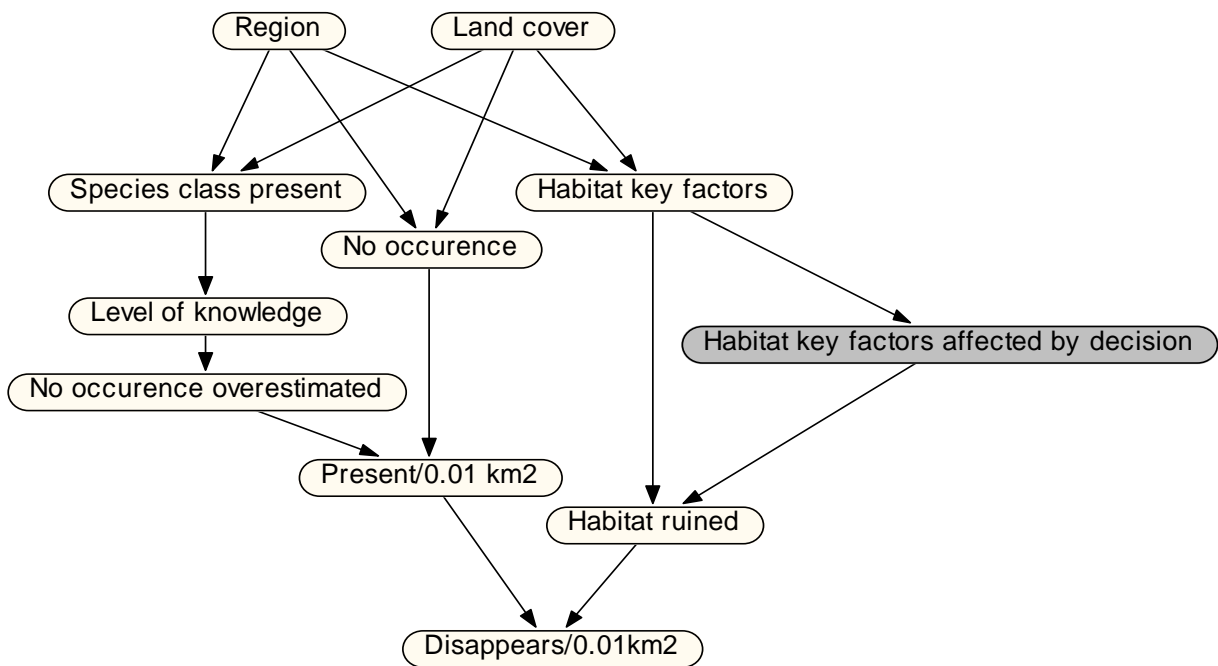 Region
Land cover
Species class present
Habitat key factors
No occurence
Level of knowledge
Habitat key factors affected by decision
No occurence overestimated
Present/0.01 km2
Habitat ruined
Disappears/0.01km2